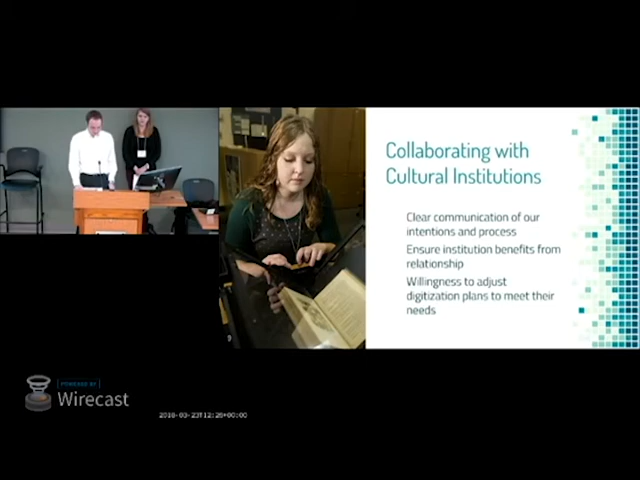 Collaborating with
Cultural Institutions
Clear communication of our
intentions and process
Ensure institution benefits from
relationship
Willingness to adjust
digitization plans to meet their
needs
POWERED BY
Wirecast
2018-03-23T12:26+00:00